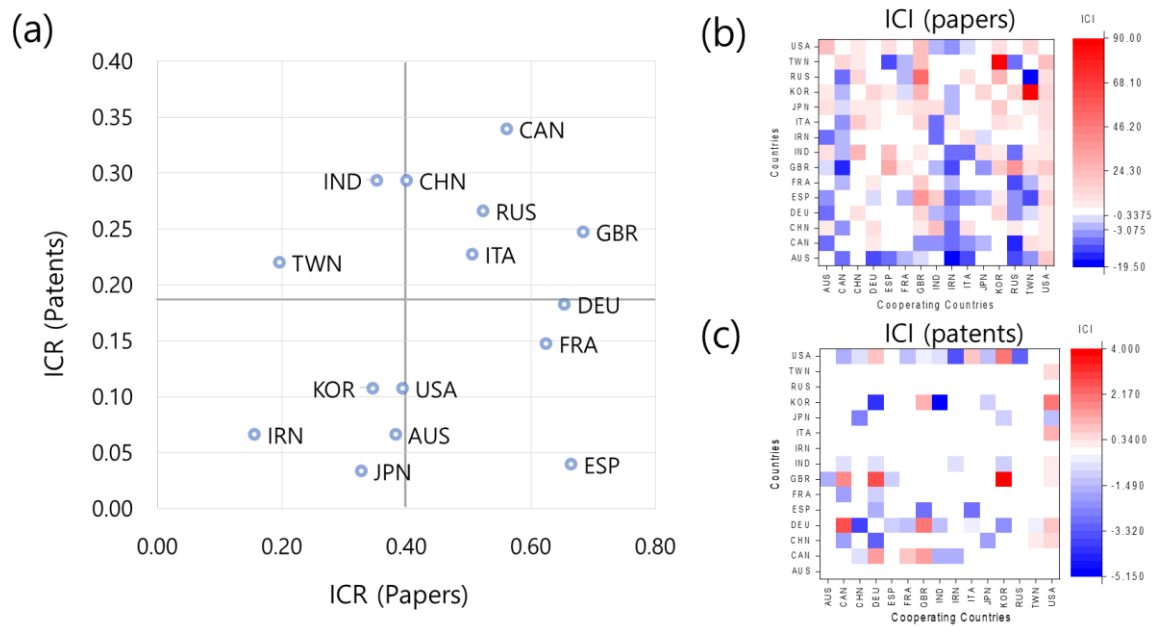 (a)
0.40
0.35
0.30
0.25
0.20
0.15
0.10
0.05
0.00
ICR (Patents)
CAN
IND
CHN
RUS
GBR
ITA
TWN
DEU
FRA
KOR
USA
IRN
AUS
JPN
ESP
0.00 0.20 0.40 0.60 0.80
ICR (Papers)
(b)
ICI (papers)
ICI
USA
TWN
RUS
KOR
JPN
ITA
IRN
IND
GBR
FRA
ESP
DEU
CHN
CAN
AUS
Countries
AUS CAN CHN DEU ESP FRA GBR IND IRN ITA JPN KOR RUS TWN USA
Cooperating Countries
90.00
68.10
46.20
24.30
-0.3375
-3.075
-19.50
(c)
ICI (patents)
ICI
USA
TWN
RUS
KOR
JPN
ITA
IRN
IND
GBR
FRA
ESP
DEU
CHN
CAN
AUS
Countries
AUS CAN CHN DEU ESP FRA GBR IND IRN ITA JPN KOR RUS TWN USA
Cooperating Countries
4.000
2.170
0.3400
-1.490
-3.320
-5.150